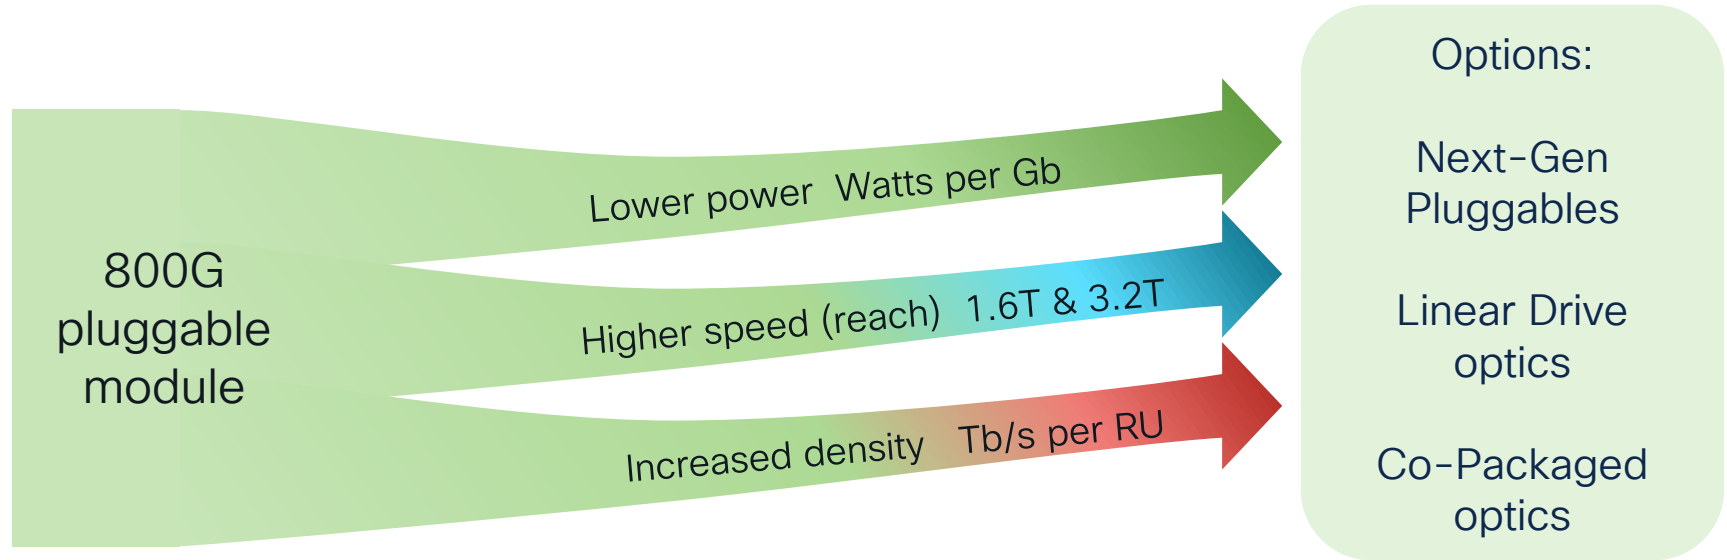 800G
pluggable
module
Lower power Watts per Gb
Higher speed (reach) 1.6T & 3.2T
Increased density Tb/s per RU
Options:
Next-Gen
Pluggables
Linear Drive
optics
Co-Packaged
optics